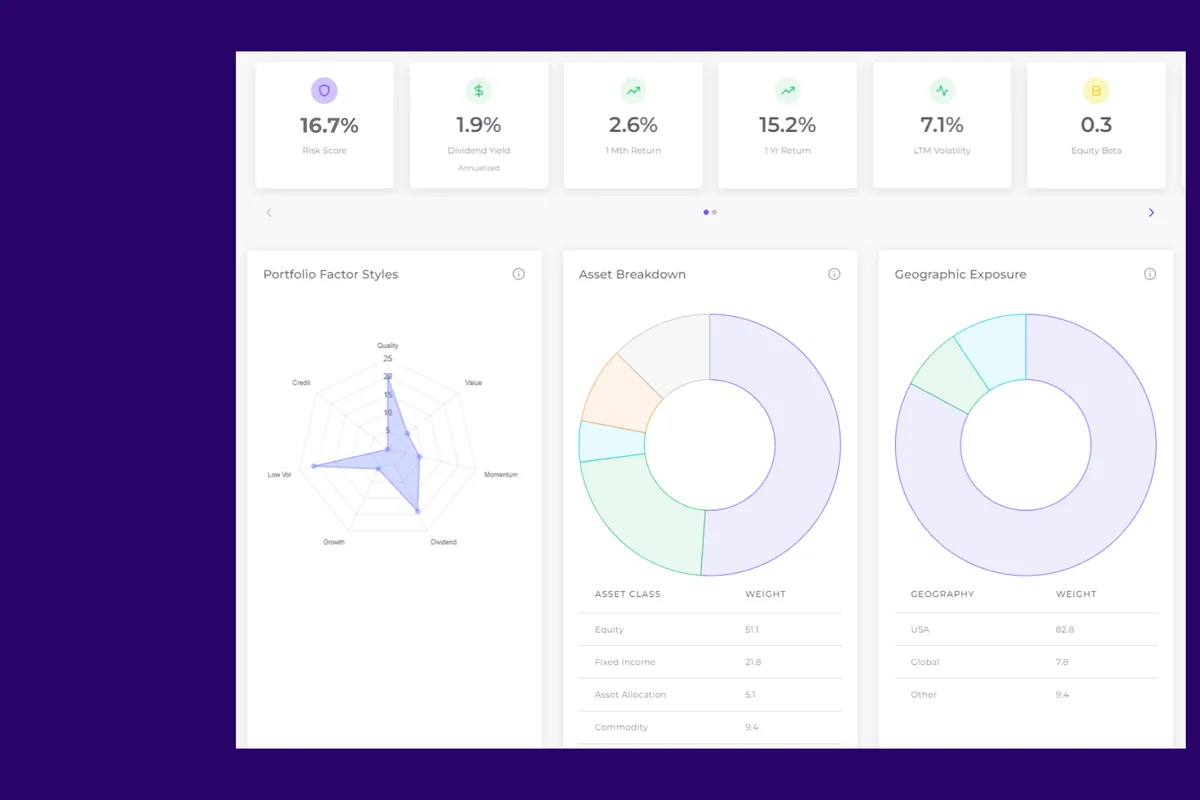 16.7%
Risk Score
$
1.9%
Dividend Yield
Annualized
2.6%
1 Mth Return
15.2%
1 Yr Return
7.1%
LTM Volatility
B
0.3
Equity Beta
Portfolio Factor Styles
Quality
25
20
15
10
5
Credit
Value
Low Vol
Momentum
Growth
Dividend
Asset Breakdown
ASSET CLASS WEIGHT
Equity 51.1
Fixed Income 21.8
Asset Allocation 5.1
Commodity 9.4
Geographic Exposure
GEOGRAPHY WEIGHT
USA 82.8
Global 7.8
Other 9.4